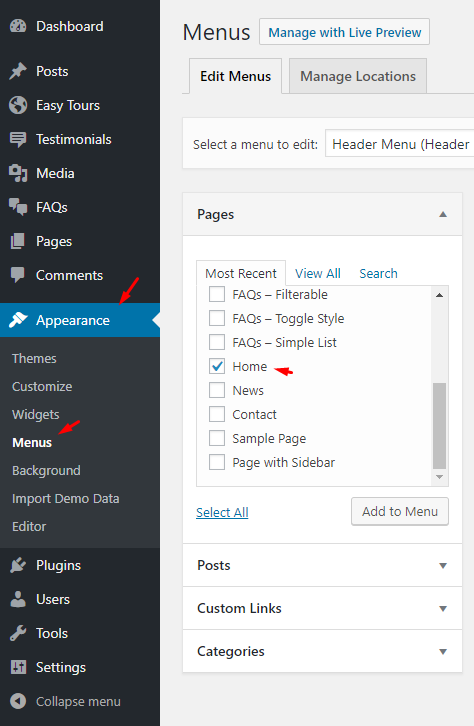 Dashboard
Posts
Easy Tours
Testimonials
Media
FAQs
Pages
Comments
Appearance
Themes
Customize
Widgets
Menus
Background
Import Demo Data
Editor
Plugins
Users
Tools
Settings
Collapse menu
Menus Manage with Live Preview
Edit Menus Manage Locations
Select a menu to edit: Header Menu (Header
Pages
Most Recent View All Search
FAQs – Filterable
FAQs – Toggle Style
FAQs – Simple List
Home
News
Contact
Sample Page
Page with Sidebar
Select All Add to Menu
Posts
Custom Links
Categories